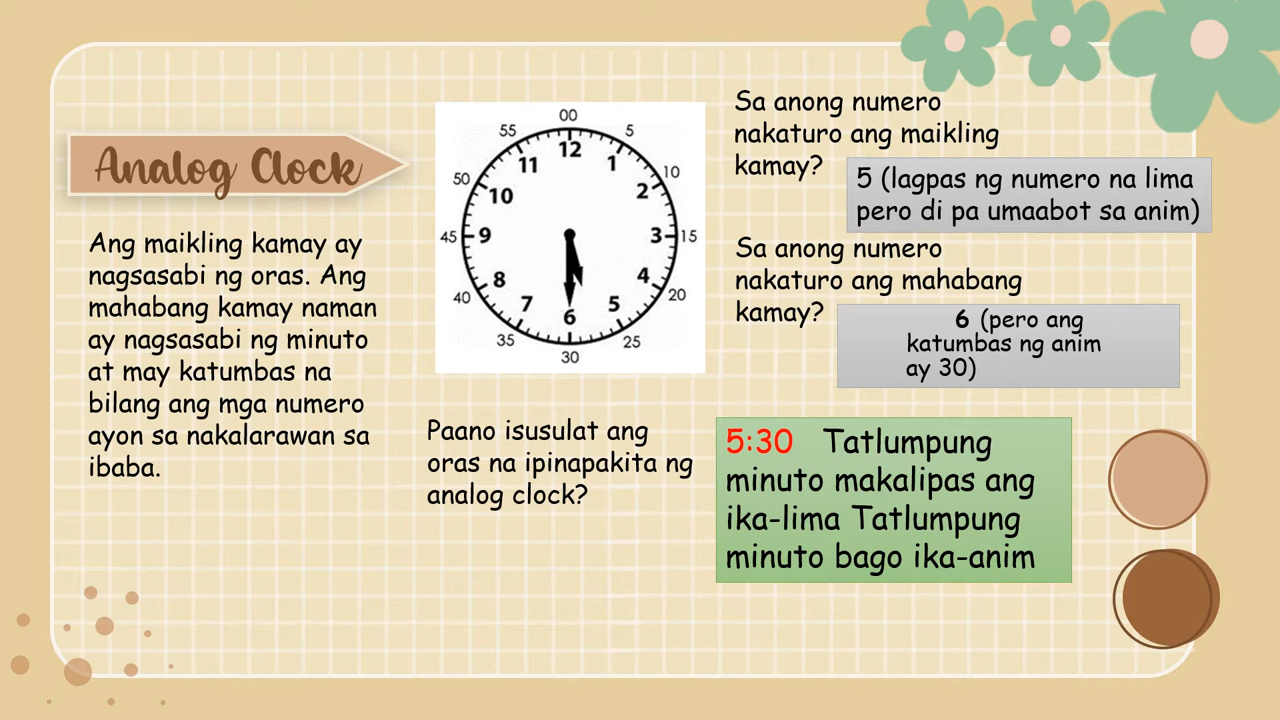 Analog Clock
Ang maikling kamay ay
nagsasabi ng oras. Ang
mahabang kamay naman
ay nagsasabi ng minuto
at may katumbas na
bilang ang mga numero
ayon sa nakalarawan sa
ibaba.
00
55
5
12
11
1
50
10
10
2
45
9
3
15
8
4
40
20
7
5
6
35
25
30
Sa anong numero
nakaturo ang maikling
kamay?
5 (lagpas ng numero na lima
pero di pa umaabot sa anim)
Sa anong numero
nakaturo ang mahabang
kamay?
6 (pero ang
katumbas ng anim
ay 30)
Paano isusulat ang
oras na ipinapakita ng
analog clock?
5:30 Tatlumpung
minuto makalipas ang
ika-lima Tatlumpung
minuto bago ika-anim